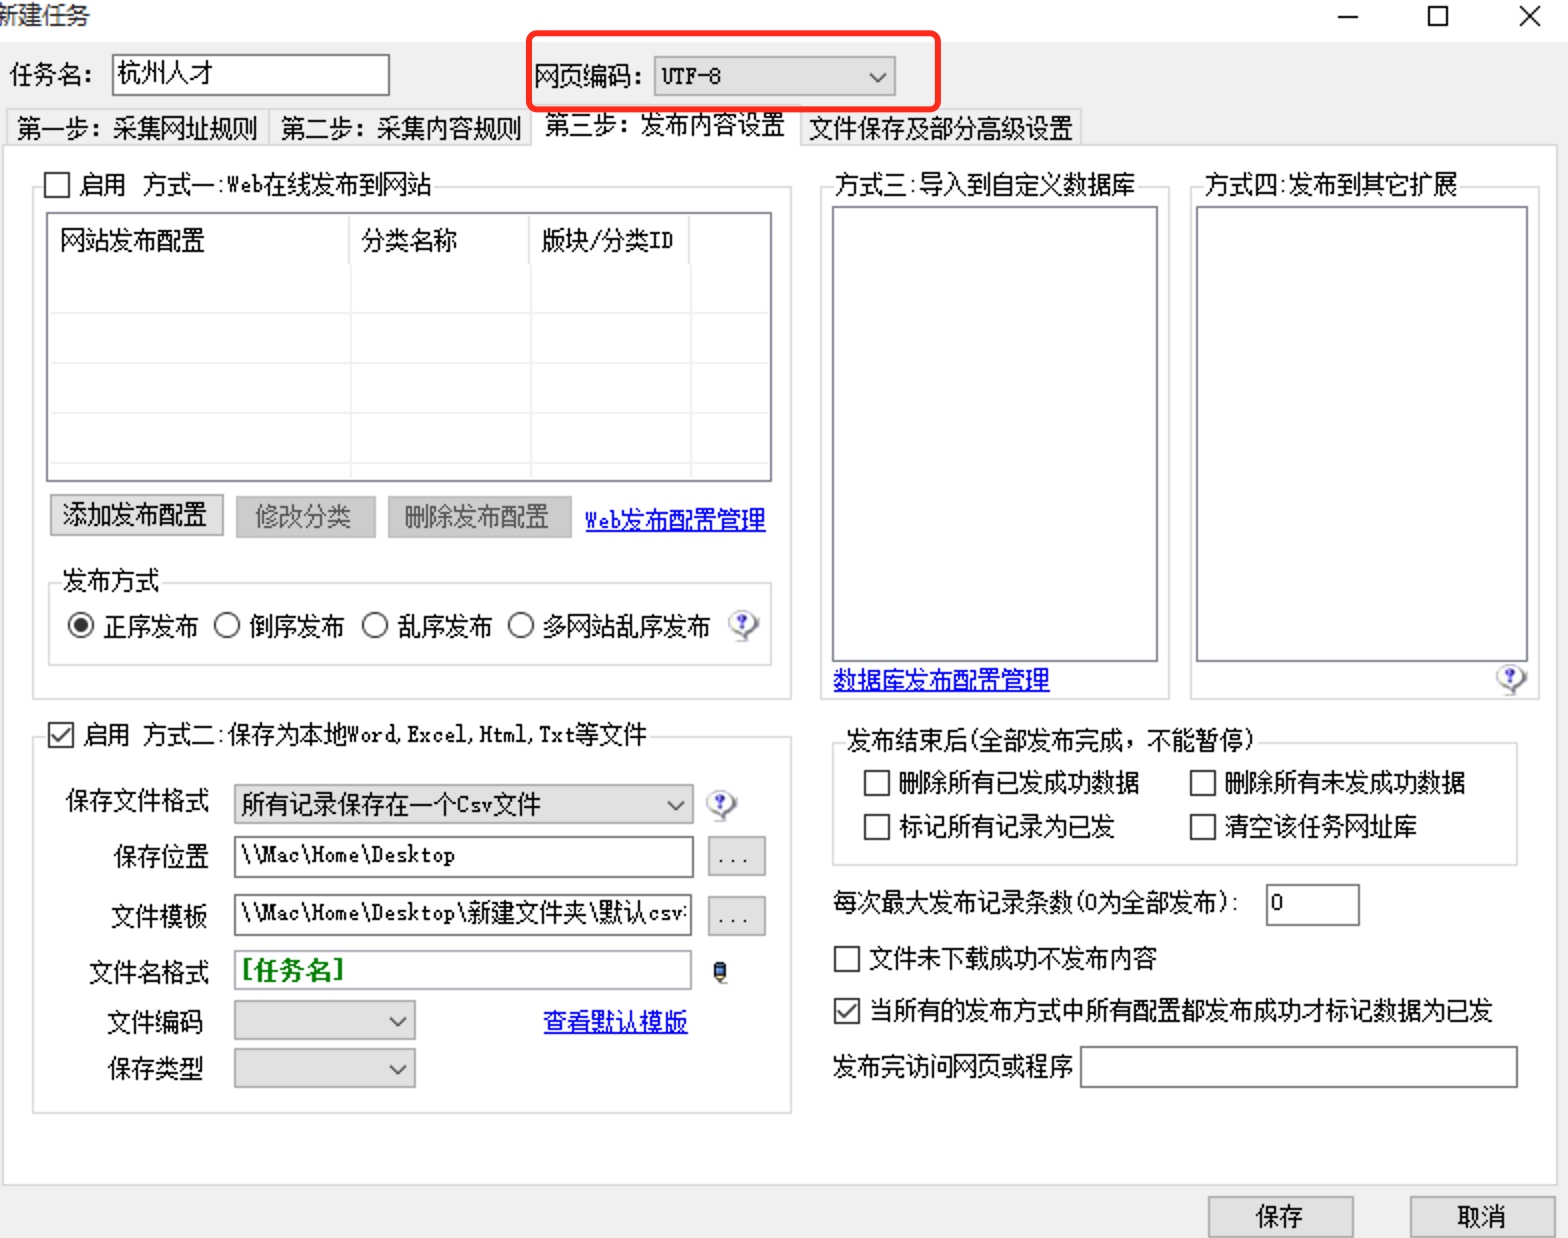 新建任务
任务名: 杭州人才
网页编码: UTF-8
第一步: 采集网址规则
第二步: 采集内容规则
第三步: 发布内容设置
文件保存及部分高级设置
启用 方式一:Web在线发布到网站
网站发布配置 分类名称 版块/分类ID
添加发布配置 修改分类 删除发布配置 Web发布配置管理
发布方式
正序发布 倒序发布 乱序发布 多网站乱序发布
方式三:导入到自定义数据库
数据库发布配置管理
方式四:发布到其它扩展
启用 方式二:保存为本地Word,Excel,Html,Txt等文件
保存文件格式 所有记录保存在一个Csv文件
保存位置 \\Mac\Home\Desktop ...
文件模板 \\Mac\Home\Desktop\新建文件夹\默认csv ...
文件名格式 [任务名]
文件编码 查看默认模版
保存类型
发布结束后(全部发布完成，不能暂停)
删除所有已发成功数据 删除所有未发成功数据
标记所有记录为已发 清空该任务网址库
每次最大发布记录条数(0为全部发布): 0
文件未下载成功不发布内容
当所有的发布方式中所有配置都发布成功才标记数据为已发
发布完访问网页或程序
保存 取消